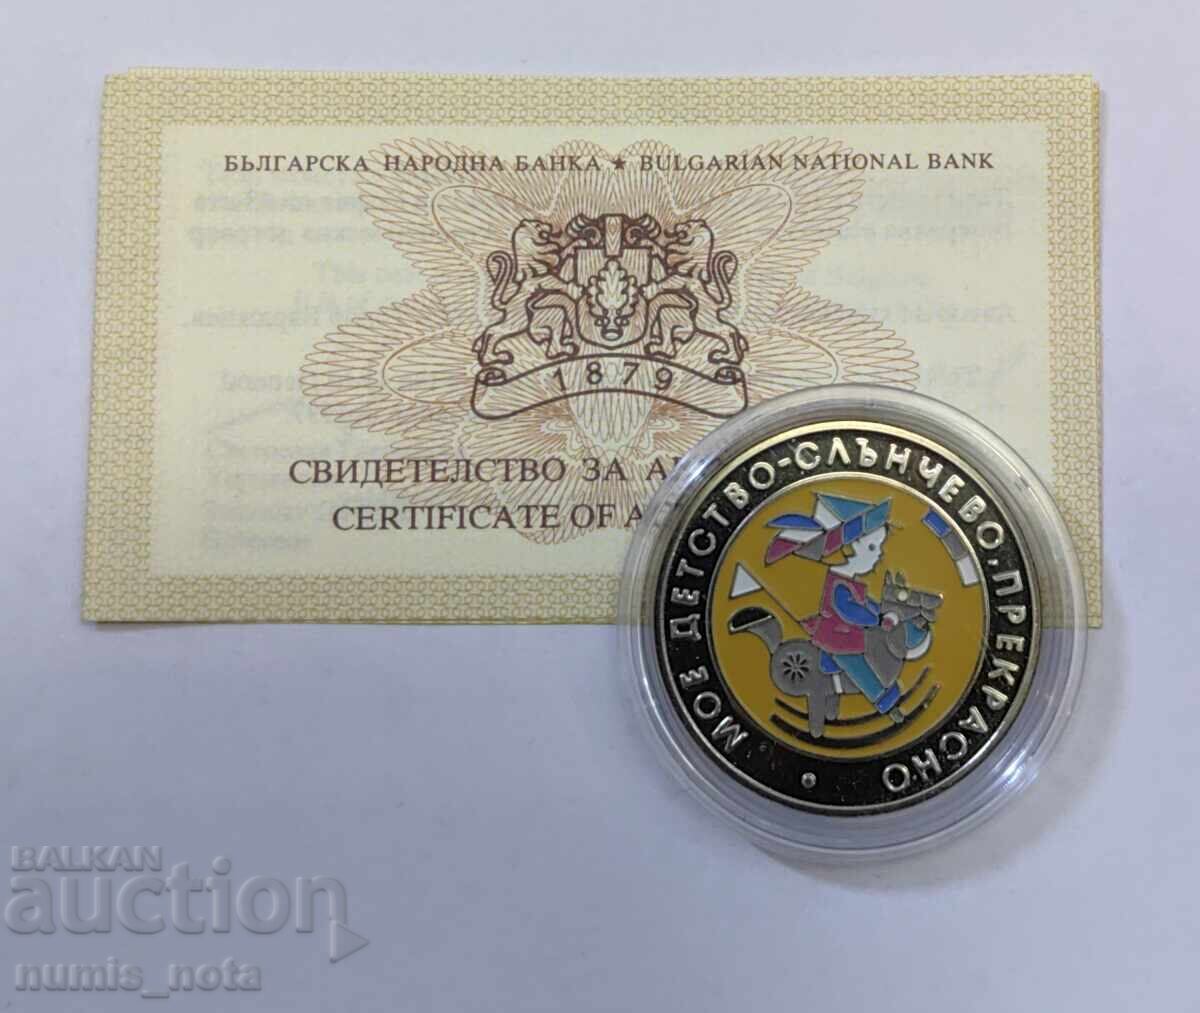 БЪЛГАРСКА НАРОДНА БАНКА ★ BULGARIAN NATIONAL BANK
1879
СВИДЕТЕЛСТВО ЗА
CERTIFICATE OF
• МОЕ ДЕТСТВО-СЛЪНЧЕВО, ПРЕКРАСНО
BALKAN
auction
numis_nota